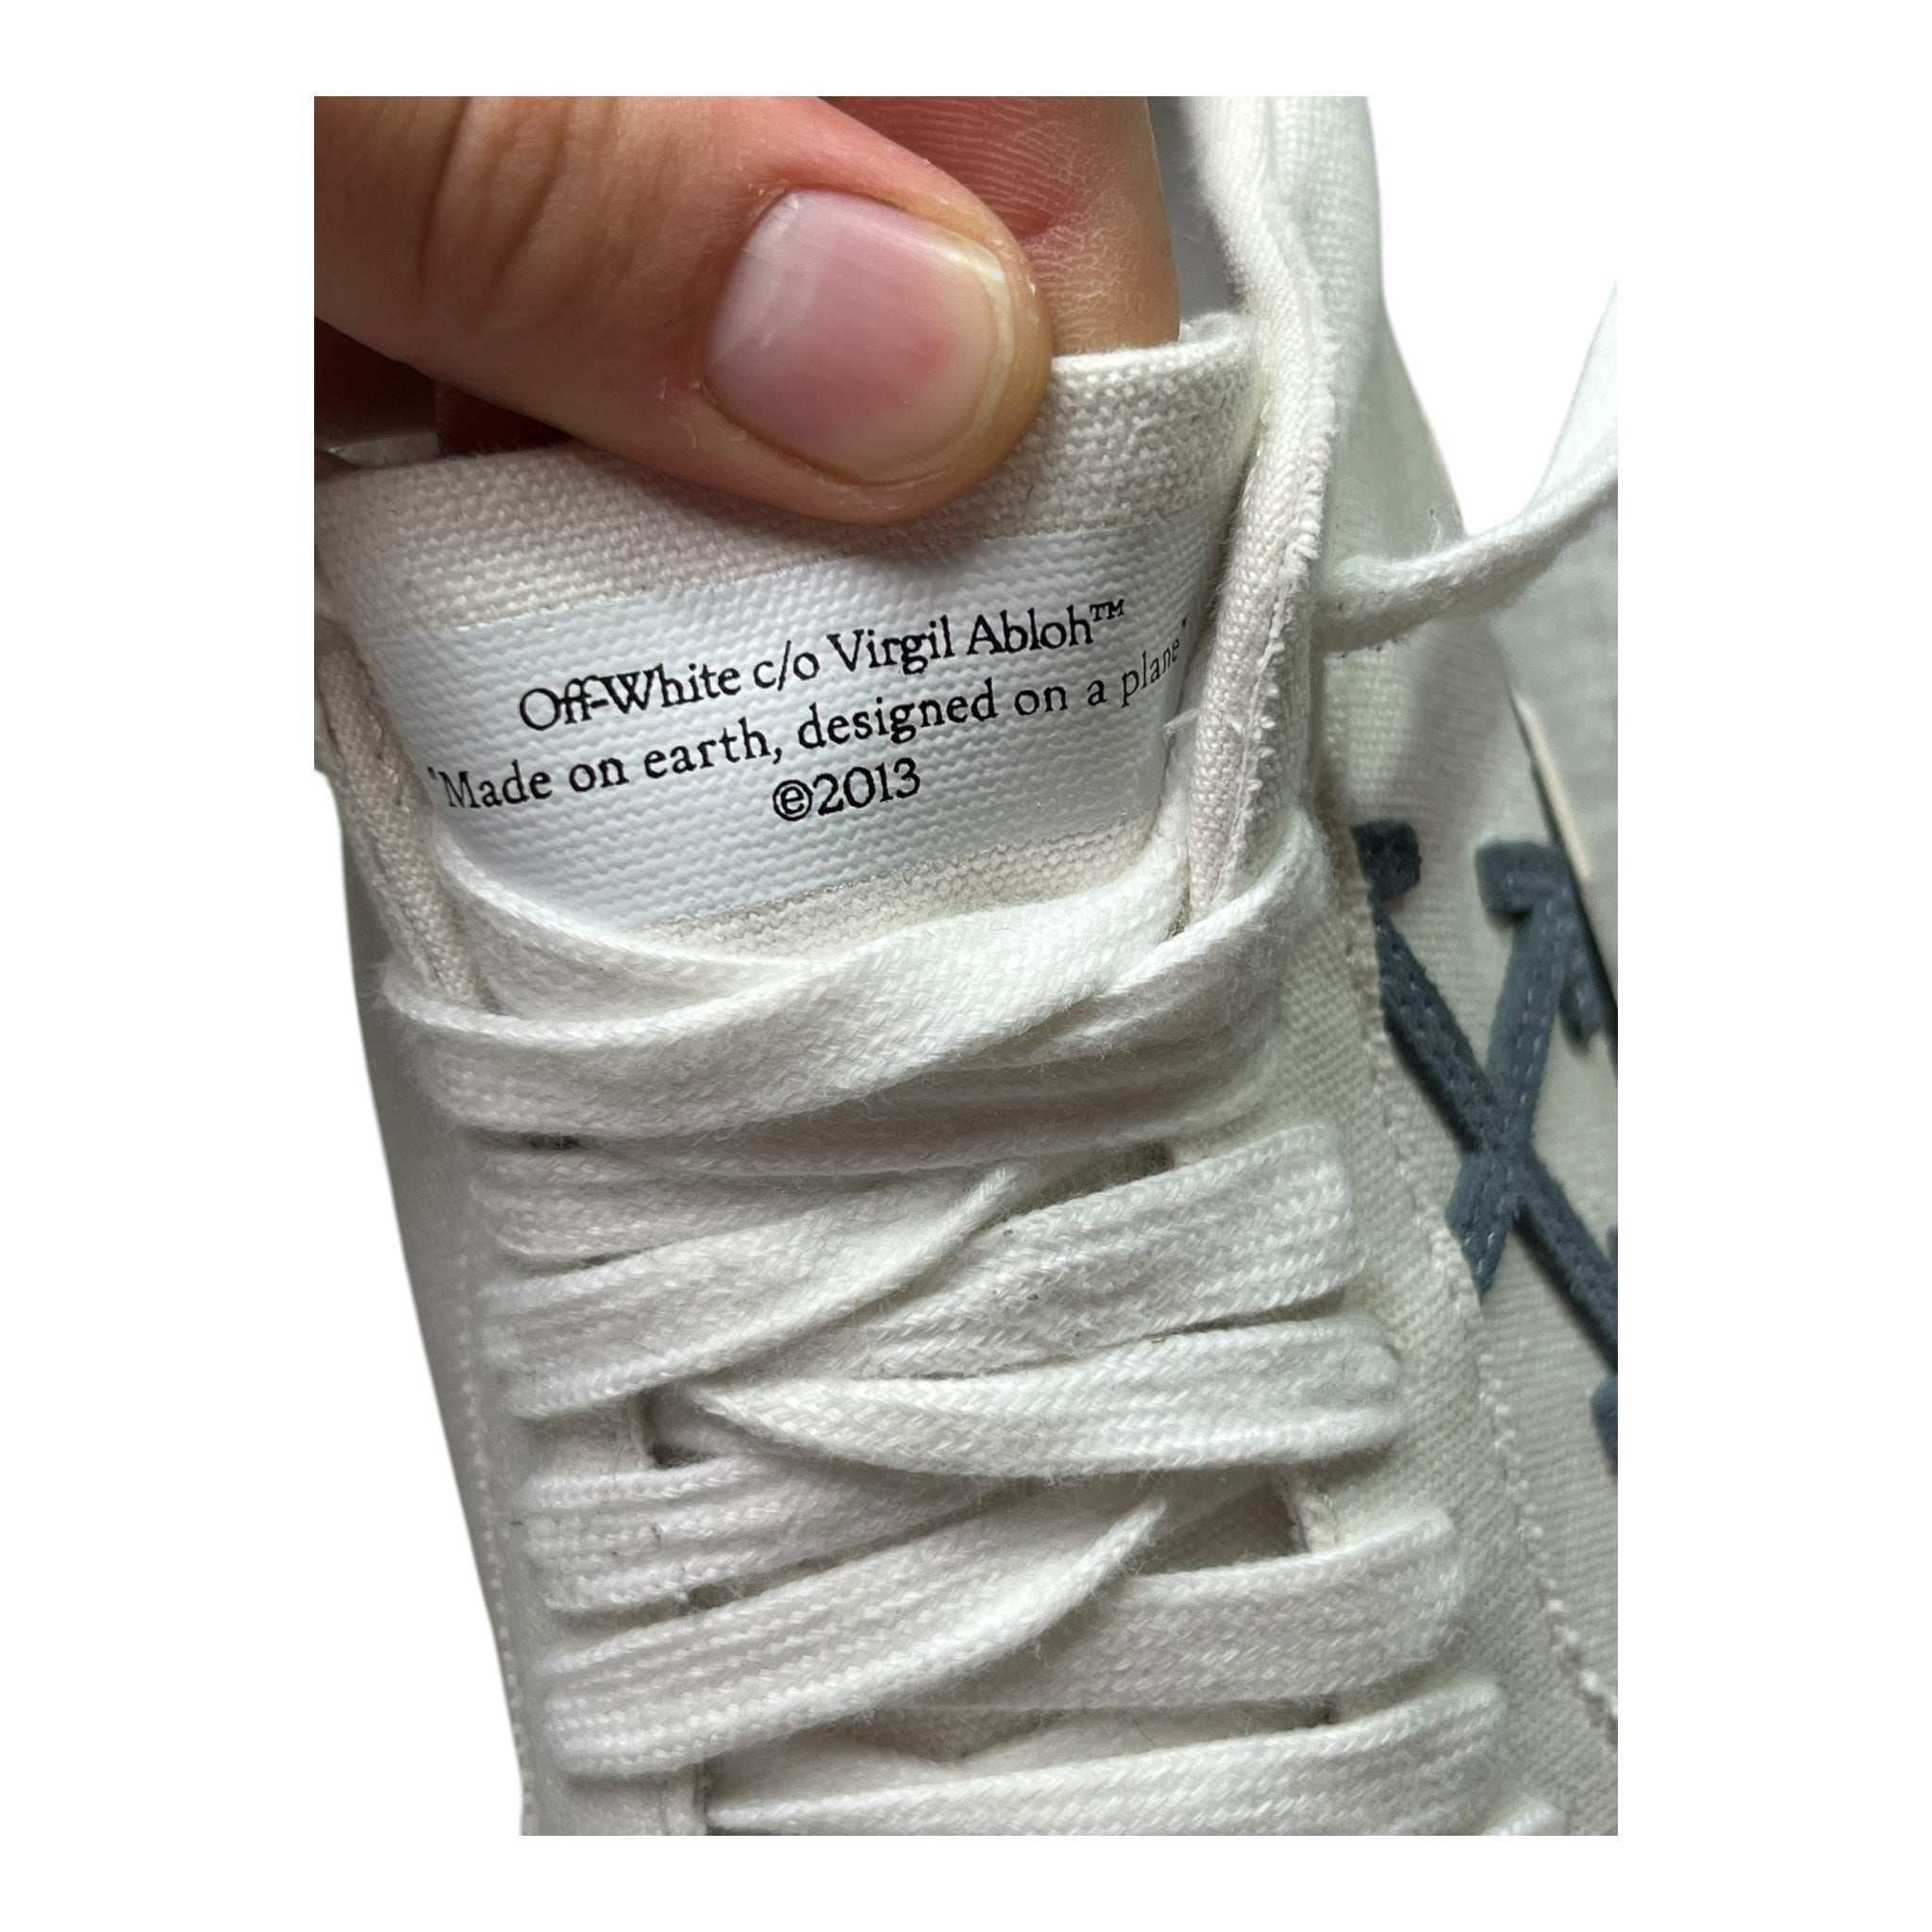 Off-White c/o Virgil Abloh™
"Made on earth, designed on a plane"
©2013